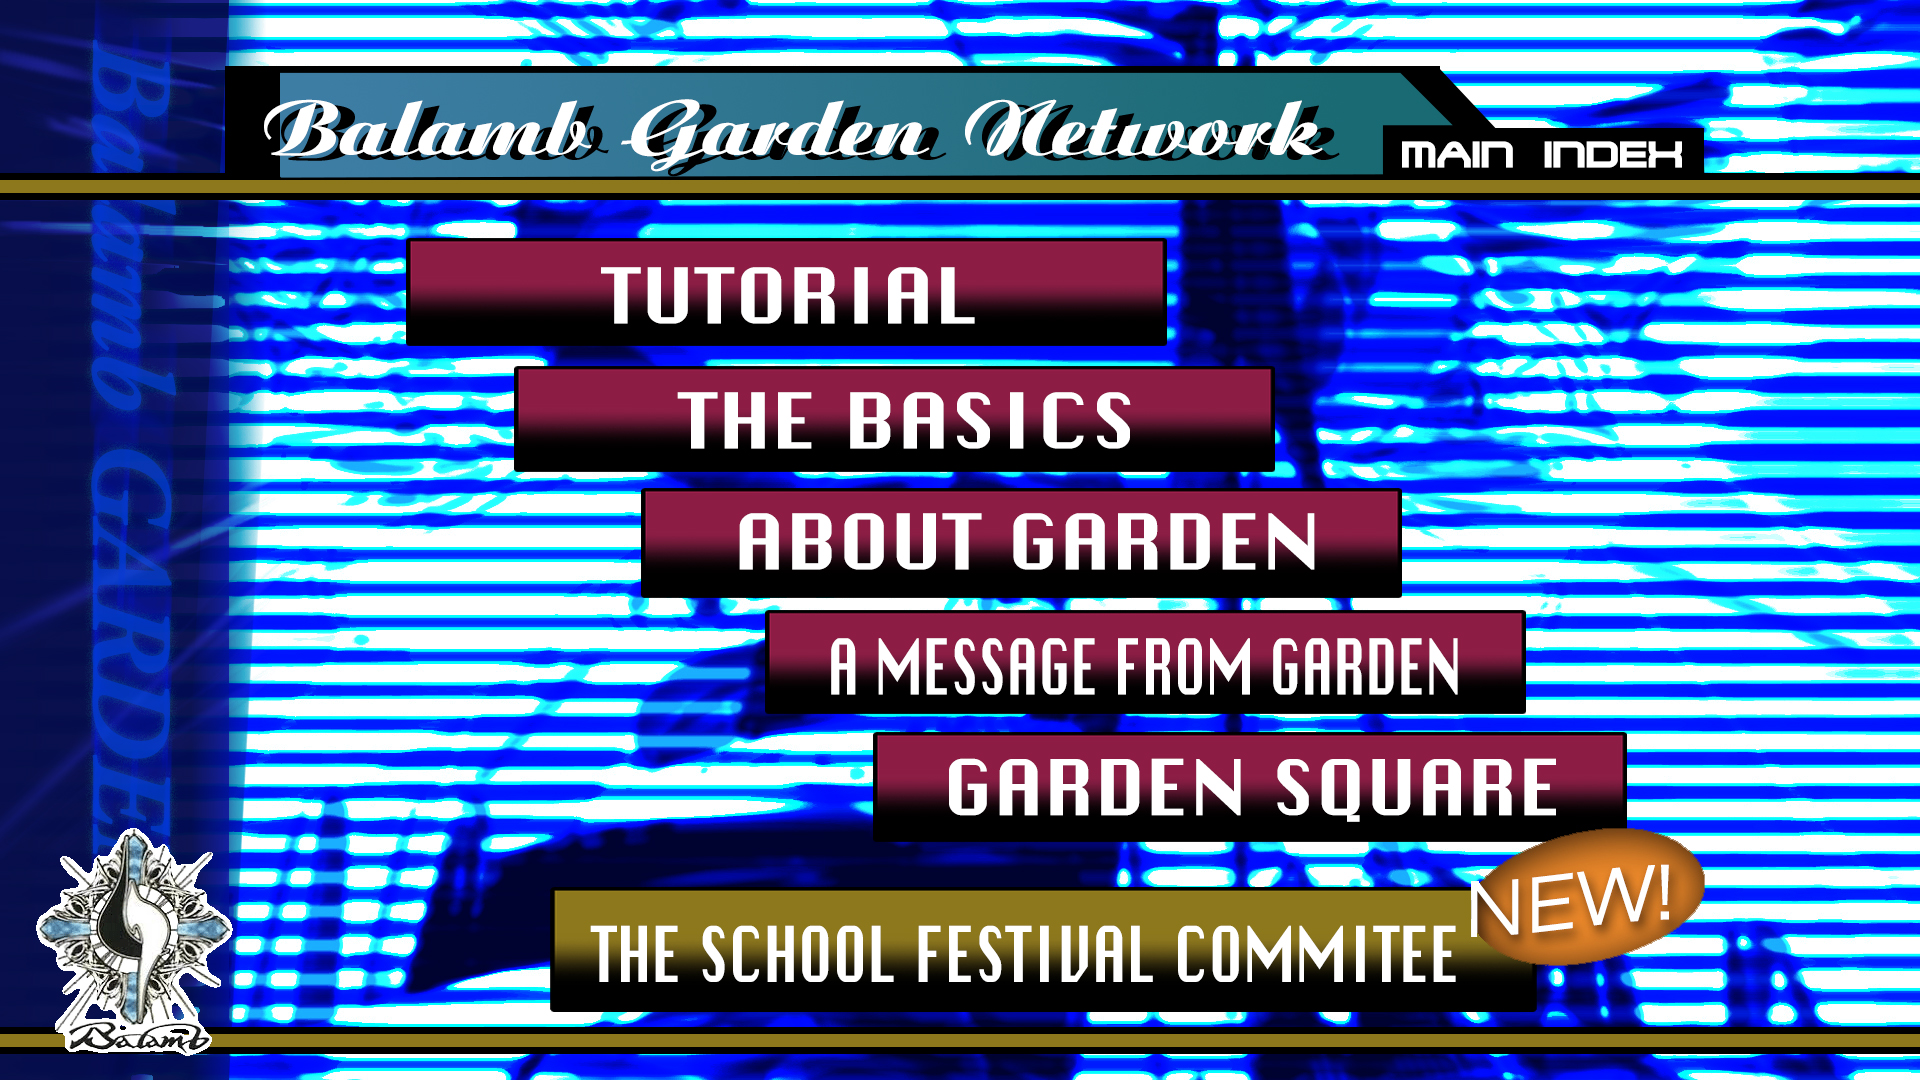 Balamb Garden Network
MAIN INDEX
TUTORIAL
THE BASICS
ABOUT GARDEN
A MESSAGE FROM GARDEN
GARDEN SQUARE
NEW!
THE SCHOOL FESTIVAL COMMITEE
Balamb GARDE
Balamb